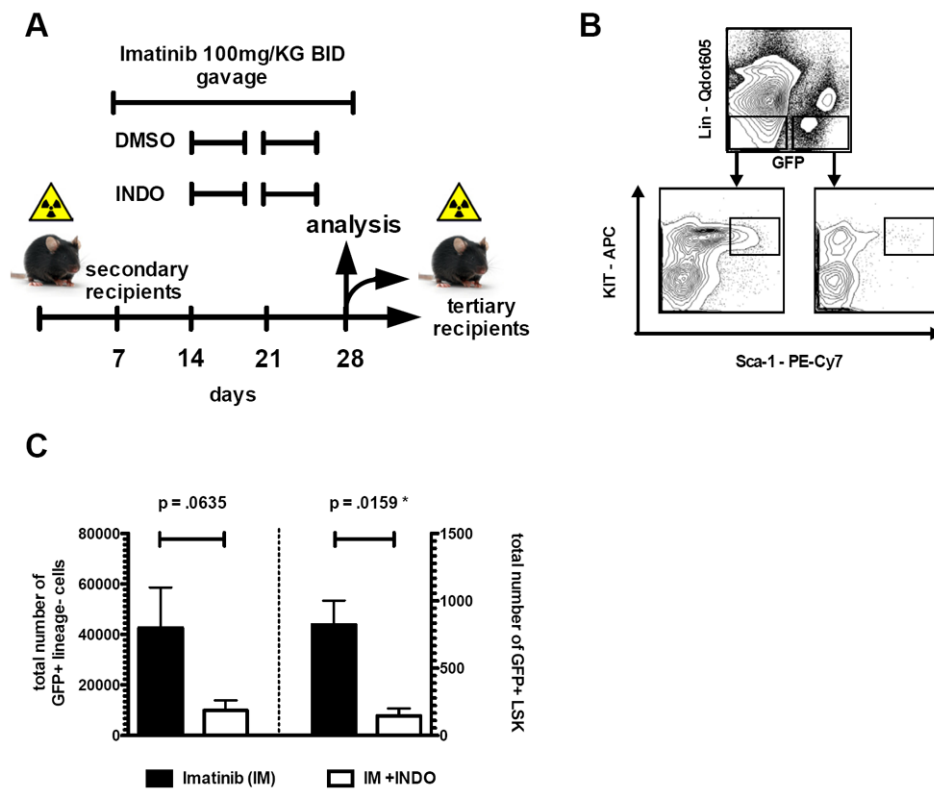 A
Imatinib 100mg/KG BID
gavage
DMSO
INDO
analysis
secondary
recipients
tertiary
recipients
7 14 21 28
days
B
Lin - Qdot605
GFP
KIT - APC
Sca-1 - PE-Cy7
C
p = .0635
p = .0159 *
total number of
GFP+ lineage- cells
80000
60000
40000
20000
0
1500
1000
500
0
total number of GFP+ LSK
Imatinib (IM)
IM +INDO